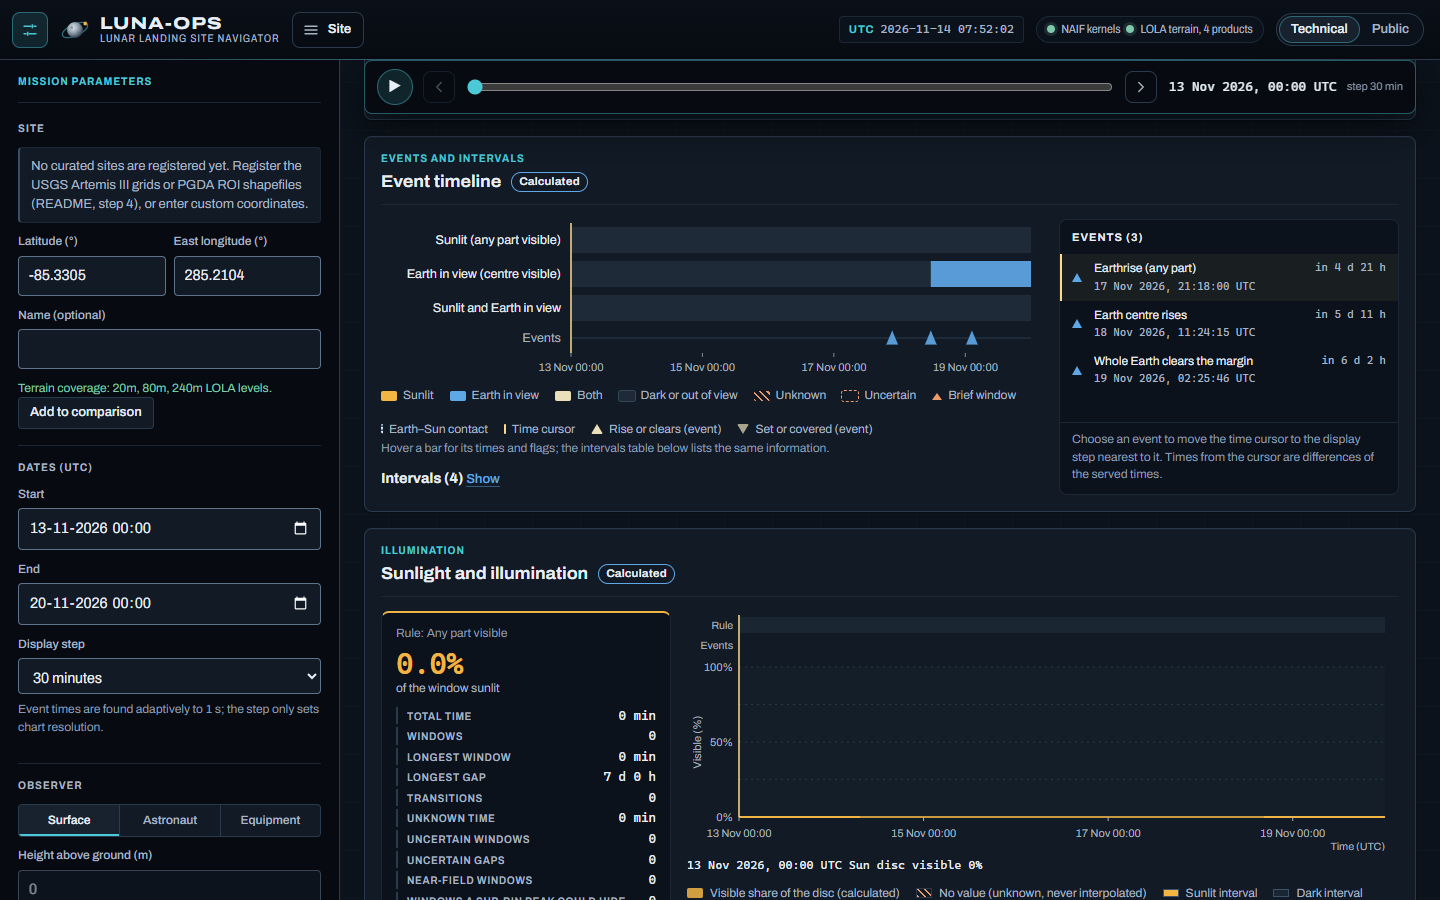 LUNA-OPS
LUNAR LANDING SITE NAVIGATOR
Site
UTC 2026-11-14 07:52:02
NAIF kernels
LOLA terrain, 4 products
Technical
Public
MISSION PARAMETERS
SITE
No curated sites are registered yet. Register the
USGS Artemis III grids or PGDA ROI shapefiles
(README, step 4), or enter custom coordinates.
Latitude (°)
East longitude (°)
-85.3305
285.2104
Name (optional)
Terrain coverage: 20m, 80m, 240m LOLA levels.
Add to comparison
DATES (UTC)
Start
13-11-2026 00:00
End
20-11-2026 00:00
Display step
30 minutes
Event times are found adaptively to 1 s; the step only sets
chart resolution.
OBSERVER
Surface
Astronaut
Equipment
Height above ground (m)
0
13 Nov 2026, 00:00 UTC
step 30 min
EVENTS AND INTERVALS
Event timeline
Calculated
Sunlit (any part visible)
Earth in view (centre visible)
Sunlit and Earth in view
Events
13 Nov 00:00
15 Nov 00:00
17 Nov 00:00
19 Nov 00:00
Sunlit
Earth in view
Both
Dark or out of view
Unknown
Uncertain
Brief window
Earth–Sun contact
Time cursor
Rise or clears (event)
Set or covered (event)
Hover a bar for its times and flags; the intervals table below lists the same information.
Intervals (4) Show
EVENTS (3)
Earthrise (any part)
in 4 d 21 h
17 Nov 2026, 21:18:00 UTC
Earth centre rises
in 5 d 11 h
18 Nov 2026, 11:24:15 UTC
Whole Earth clears the margin
in 6 d 2 h
19 Nov 2026, 02:25:46 UTC
Choose an event to move the time cursor to the display
step nearest to it. Times from the cursor are differences of
the served times.
ILLUMINATION
Sunlight and illumination
Calculated
Rule: Any part visible
0.0%
of the window sunlit
TOTAL TIME 0 min
WINDOWS 0
LONGEST WINDOW 0 min
LONGEST GAP 7 d 0 h
TRANSITIONS 0
UNKNOWN TIME 0 min
UNCERTAIN WINDOWS 0
UNCERTAIN GAPS 0
NEAR-FIELD WINDOWS 0
Rule
Events
100%
50%
0%
Visible (%)
13 Nov 00:00
15 Nov 00:00
17 Nov 00:00
19 Nov 00:00
Time (UTC)
13 Nov 2026, 00:00 UTC Sun disc visible 0%
Visible share of the disc (calculated)
No value (unknown, never interpolated)
Sunlit interval
Dark interval